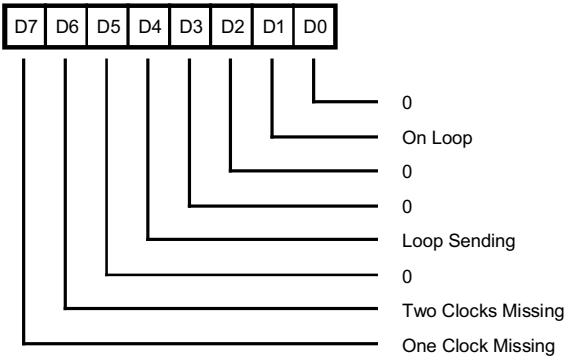 D7 D6 D5 D4 D3 D2 D1 D0
0
On Loop
0
0
Loop Sending
0
Two Clocks Missing
One Clock Missing